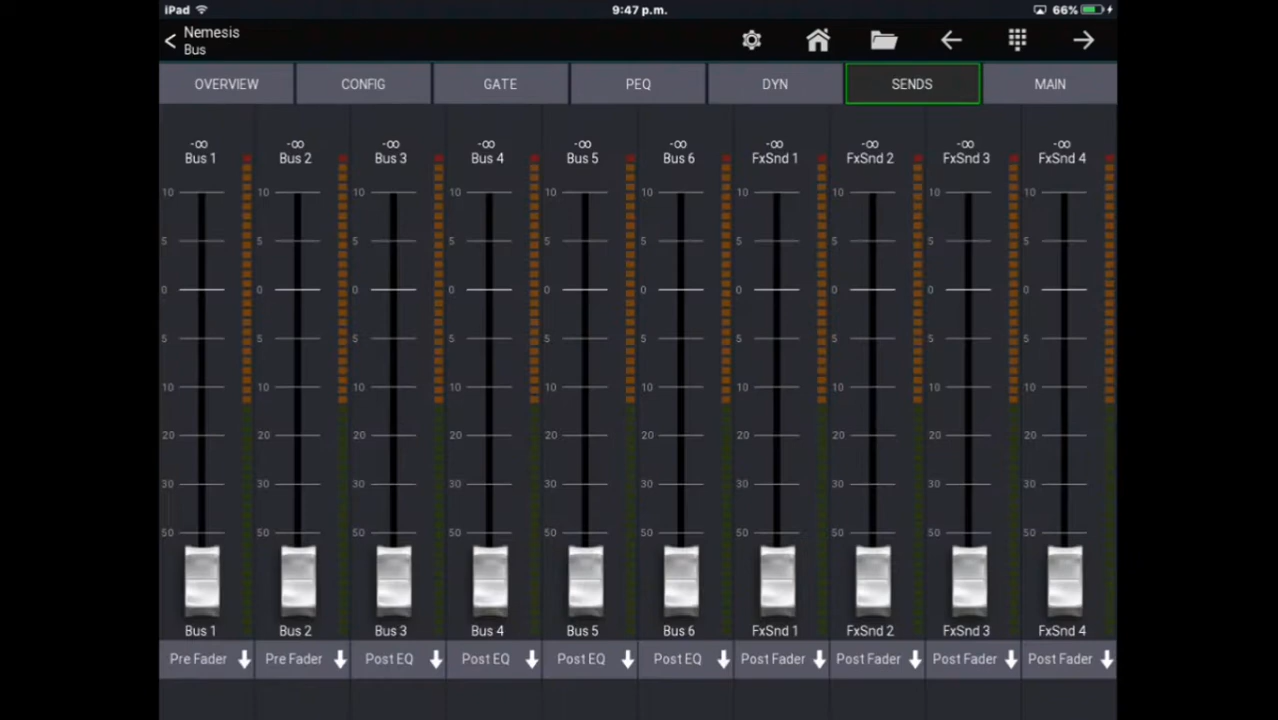 iPad 9:47 p.m. 66%
Nemesis
Bus
OVERVIEW CONFIG GATE PEQ DYN SENDS MAIN
-∞ -∞ -∞ -∞ -∞ -∞ -∞ -∞ -∞ -∞
Bus 1 Bus 2 Bus 3 Bus 4 Bus 5 Bus 6 FxSnd 1 FxSnd 2 FxSnd 3 FxSnd 4
10 10 10 10 10 10 10 10 10 10
5 5 5 5 5 5 5 5 5 5
0 0 0 0 0 0 0 0 0 0
5 5 5 5 5 5 5 5 5 5
10 10 10 10 10 10 10 10 10 10
20 20 20 20 20 20 20 20 20 20
30 30 30 30 30 30 30 30 30 30
50 50 50 50 50 50 50 50 50 50
Bus 1 Bus 2 Bus 3 Bus 4 Bus 5 Bus 6 FxSnd 1 FxSnd 2 FxSnd 3 FxSnd 4
Pre Fader Pre Fader Post EQ Post EQ Post EQ Post EQ Post Fader Post Fader Post Fader Post Fader